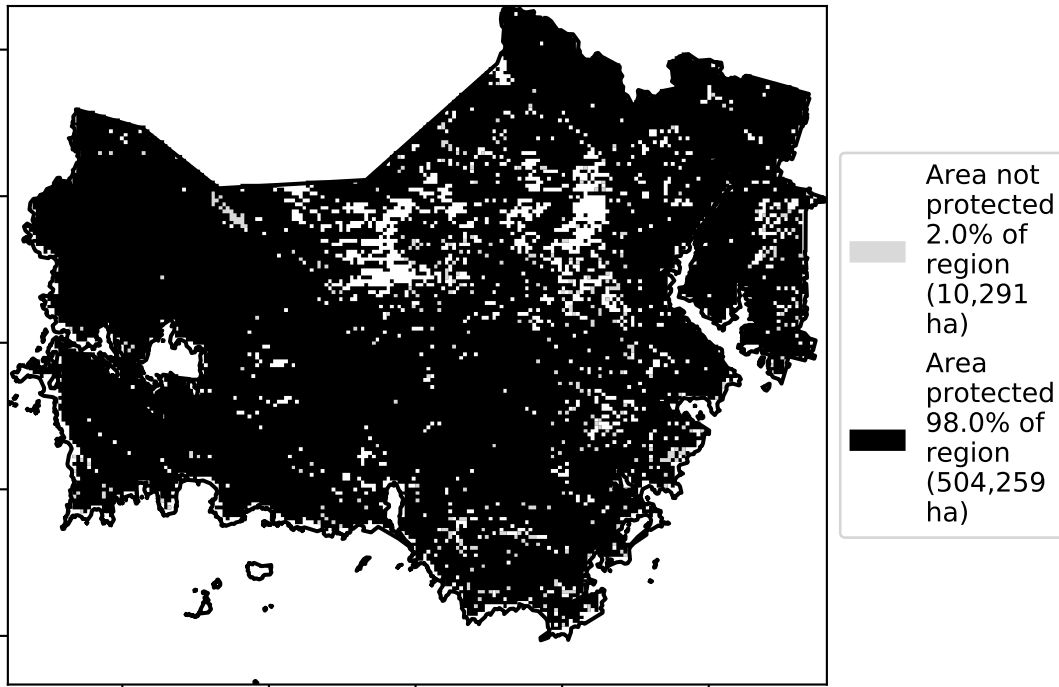 Area not
protected
2.0% of
region
(10,291
ha)
Area
protected
98.0% of
region
(504,259
ha)